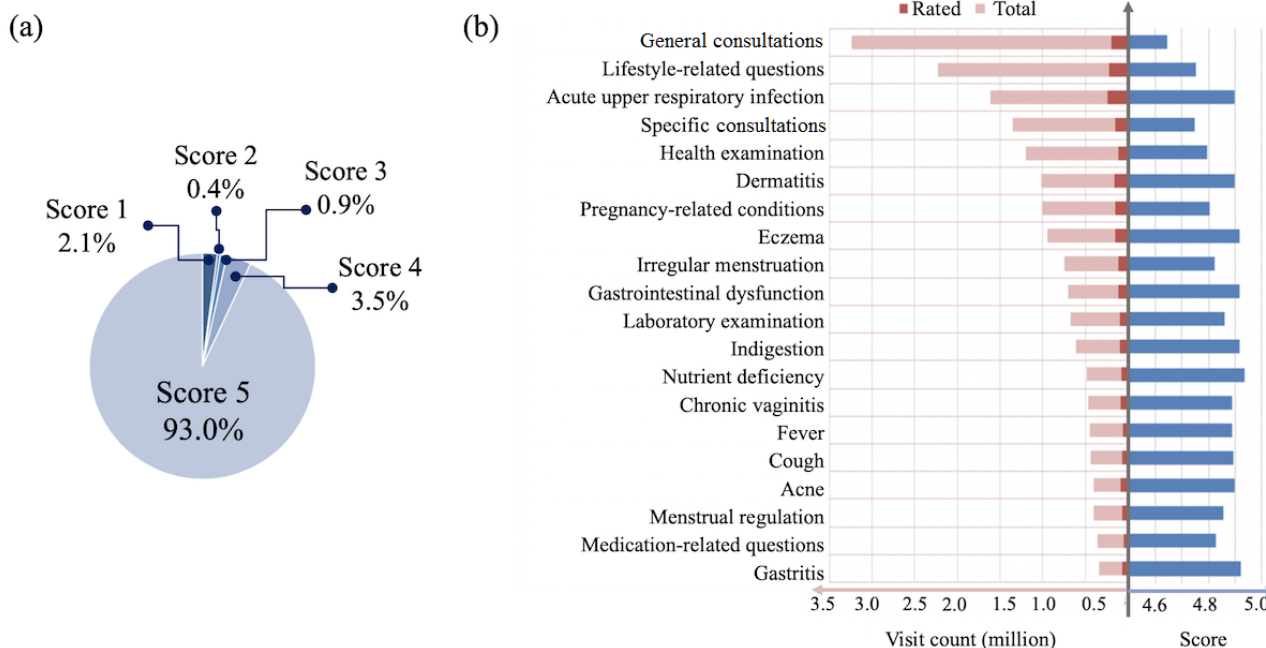 (a)
Score 2
0.4%
Score 3
0.9%
Score 1
2.1%
Score 4
3.5%
Score 5
93.0%
(b)
Rated Total
General consultations
Lifestyle-related questions
Acute upper respiratory infection
Specific consultations
Health examination
Dermatitis
Pregnancy-related conditions
Eczema
Irregular menstruation
Gastrointestinal dysfunction
Laboratory examination
Indigestion
Nutrient deficiency
Chronic vaginitis
Fever
Cough
Acne
Menstrual regulation
Medication-related questions
Gastritis
3.5 3.0 2.5 2.0 1.5 1.0 0.5 4.6 4.8 5.0
Visit count (million) Score